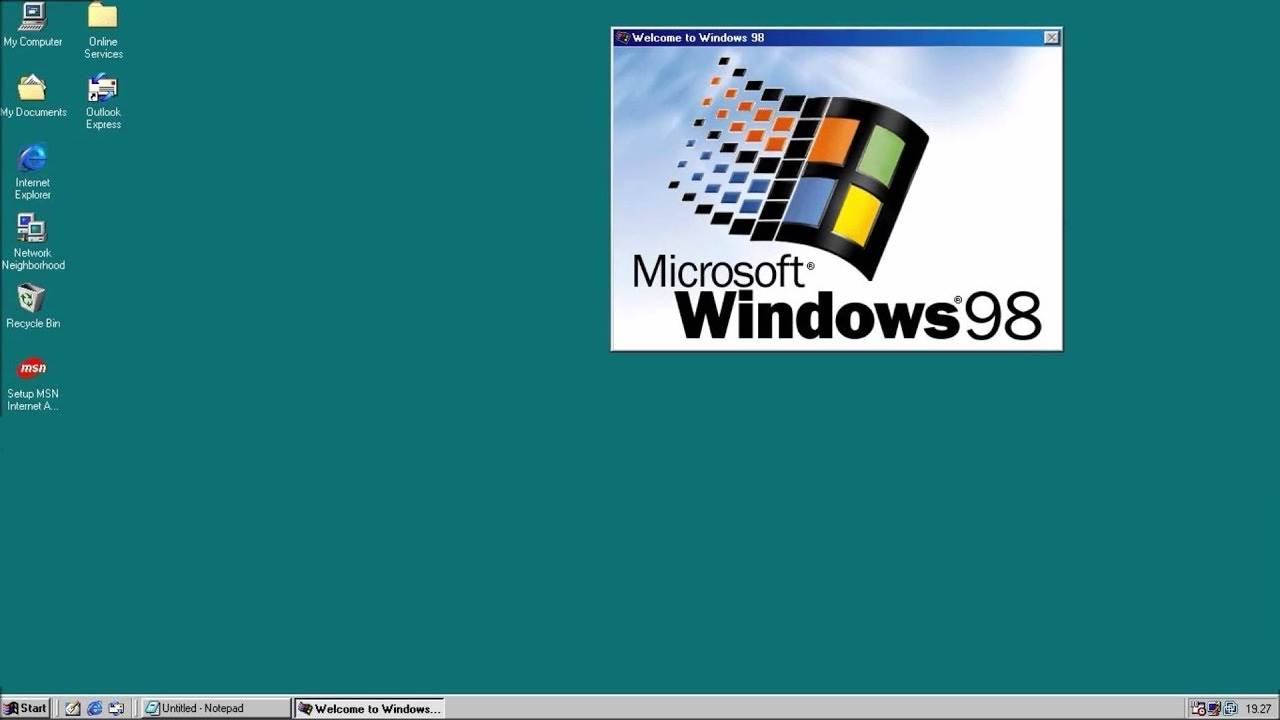 My Computer
Online
Services
My Documents
Outlook
Express
Internet
Explorer
Network
Neighborhood
Recycle Bin
msn
Setup MSN
Internet A...
Welcome to Windows 98
Microsoft®
Windows®98
Start
Untitled - Notepad
Welcome to Windows...
19.27